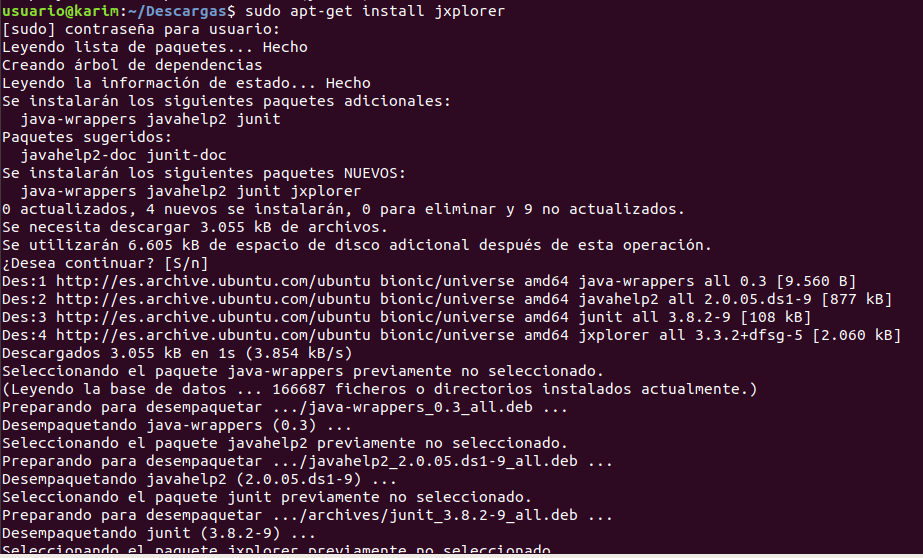 usuario@karim:~/Descargas$ sudo apt-get install jxplorer
[sudo] contraseña para usuario:
Leyendo lista de paquetes... Hecho
Creando árbol de dependencias
Leyendo la información de estado... Hecho
Se instalarán los siguientes paquetes adicionales:
  java-wrappers javahelp2 junit
Paquetes sugeridos:
  javahelp2-doc junit-doc
Se instalarán los siguientes paquetes NUEVOS:
  java-wrappers javahelp2 junit jxplorer
0 actualizados, 4 nuevos se instalarán, 0 para eliminar y 9 no actualizados.
Se necesita descargar 3.055 kB de archivos.
Se utilizarán 6.605 kB de espacio de disco adicional después de esta operación.
¿Desea continuar? [S/n]
Des:1 http://es.archive.ubuntu.com/ubuntu bionic/universe amd64 java-wrappers all 0.3 [9.560 B]
Des:2 http://es.archive.ubuntu.com/ubuntu bionic/universe amd64 javahelp2 all 2.0.05.ds1-9 [877 kB]
Des:3 http://es.archive.ubuntu.com/ubuntu bionic/universe amd64 junit all 3.8.2-9 [108 kB]
Des:4 http://es.archive.ubuntu.com/ubuntu bionic/universe amd64 jxplorer all 3.3.2+dfsg-5 [2.060 kB]
Descargados 3.055 kB en 1s (3.854 kB/s)
Seleccionando el paquete java-wrappers previamente no seleccionado.
(Leyendo la base de datos ... 166687 ficheros o directorios instalados actualmente.)
Preparando para desempaquetar .../java-wrappers_0.3_all.deb ...
Desempaquetando java-wrappers (0.3) ...
Seleccionando el paquete javahelp2 previamente no seleccionado.
Preparando para desempaquetar .../javahelp2_2.0.05.ds1-9_all.deb ...
Desempaquetando javahelp2 (2.0.05.ds1-9) ...
Seleccionando el paquete junit previamente no seleccionado.
Preparando para desempaquetar .../archives/junit_3.8.2-9_all.deb ...
Desempaquetando junit (3.8.2-9) ...
Seleccionando el paquete jxplorer previamente no seleccionado.